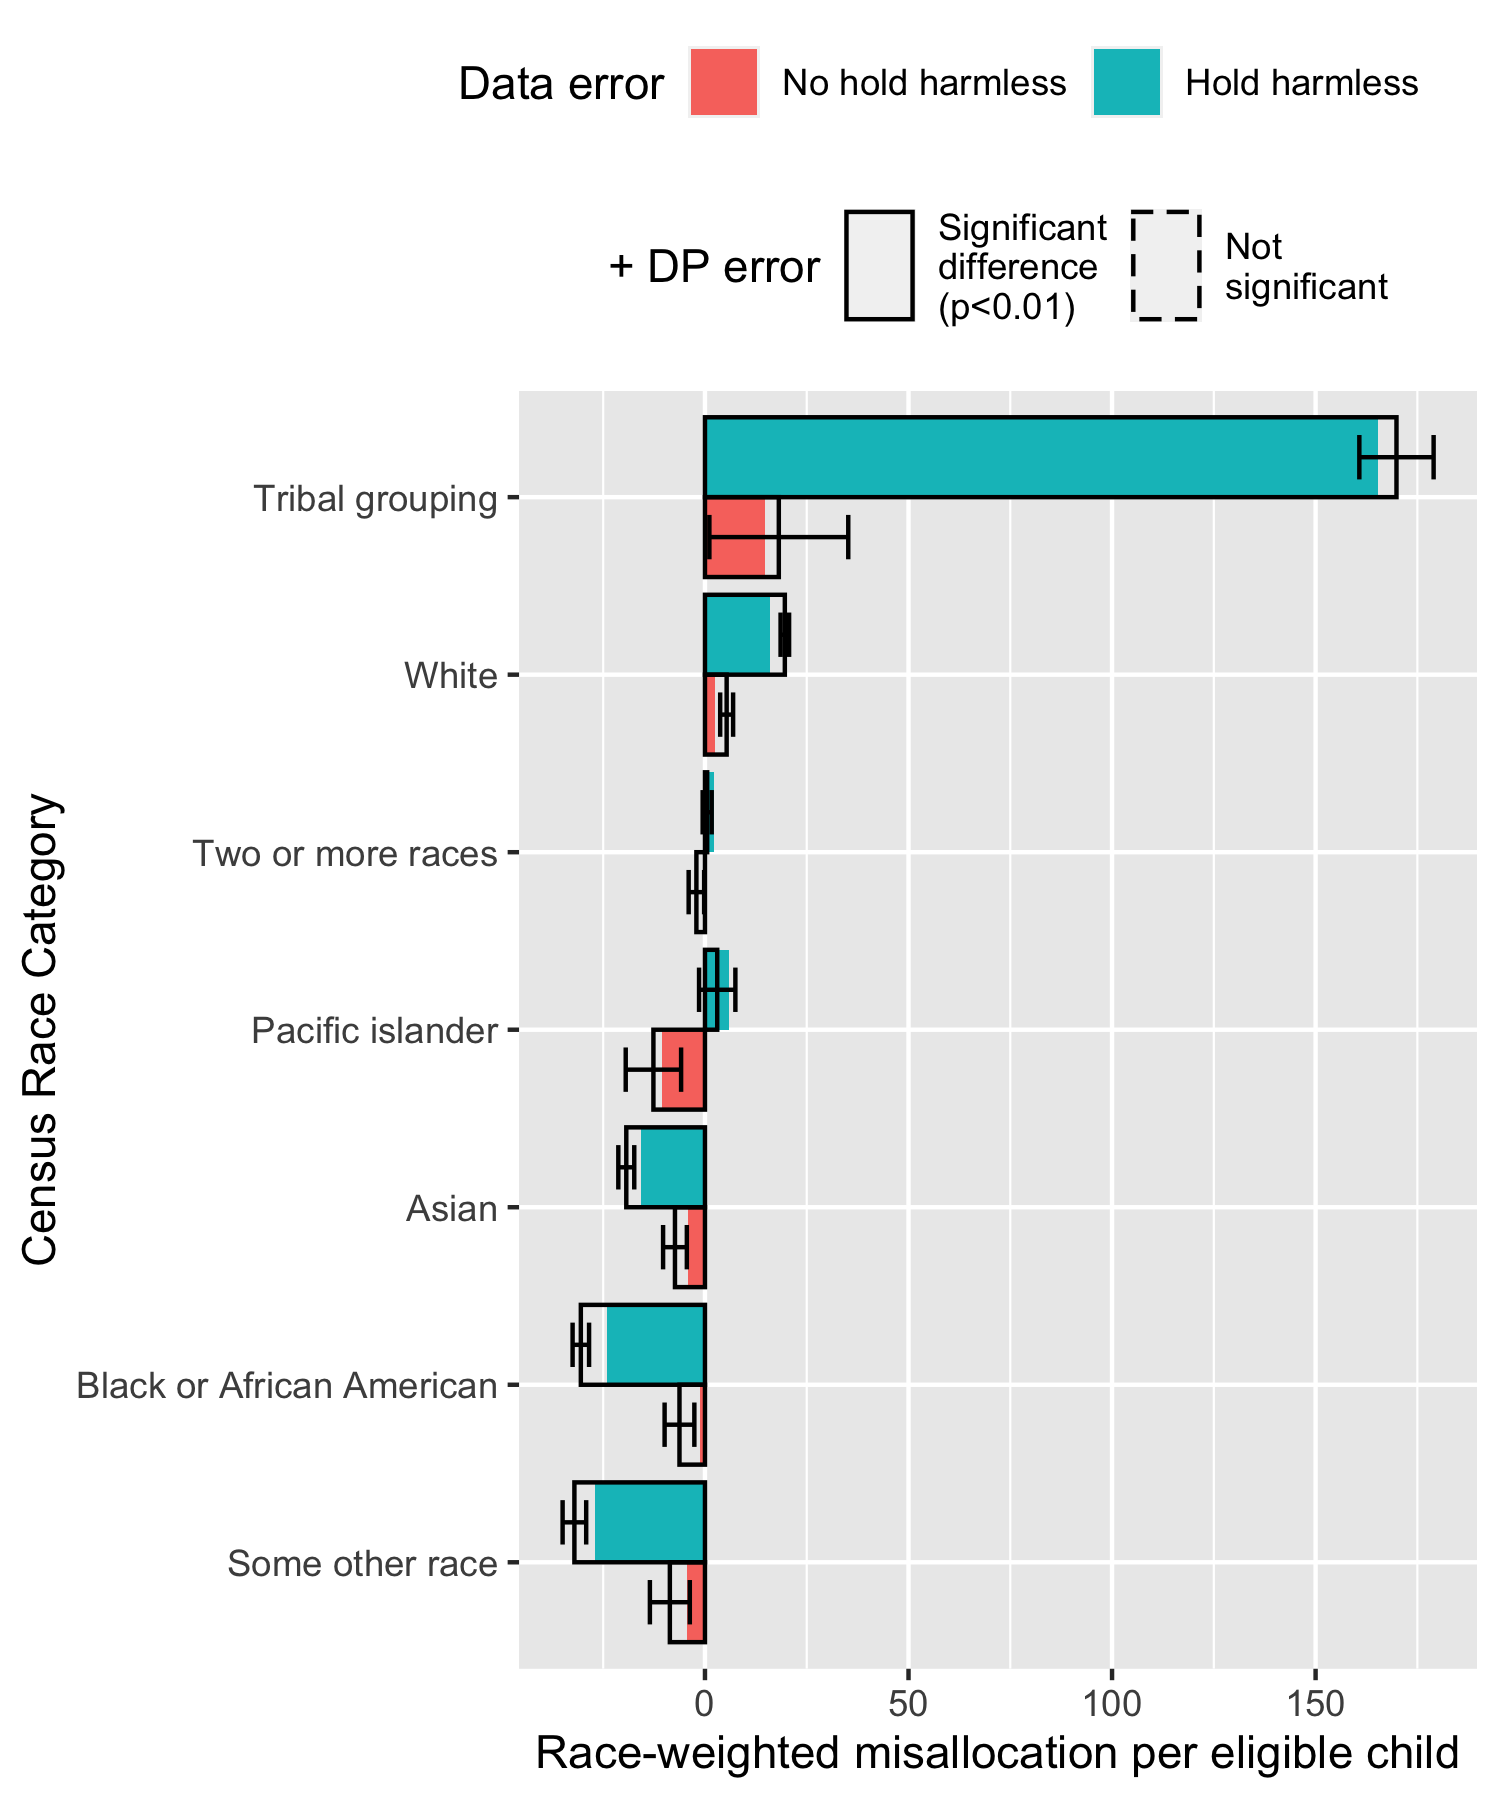 Data error No hold harmless Hold harmless
+ DP error Significant
difference
(p<0.01) Not
significant
Census Race Category
Tribal grouping
White
Two or more races
Pacific islander
Asian
Black or African American
Some other race
0 50 100 150
Race-weighted misallocation per eligible child